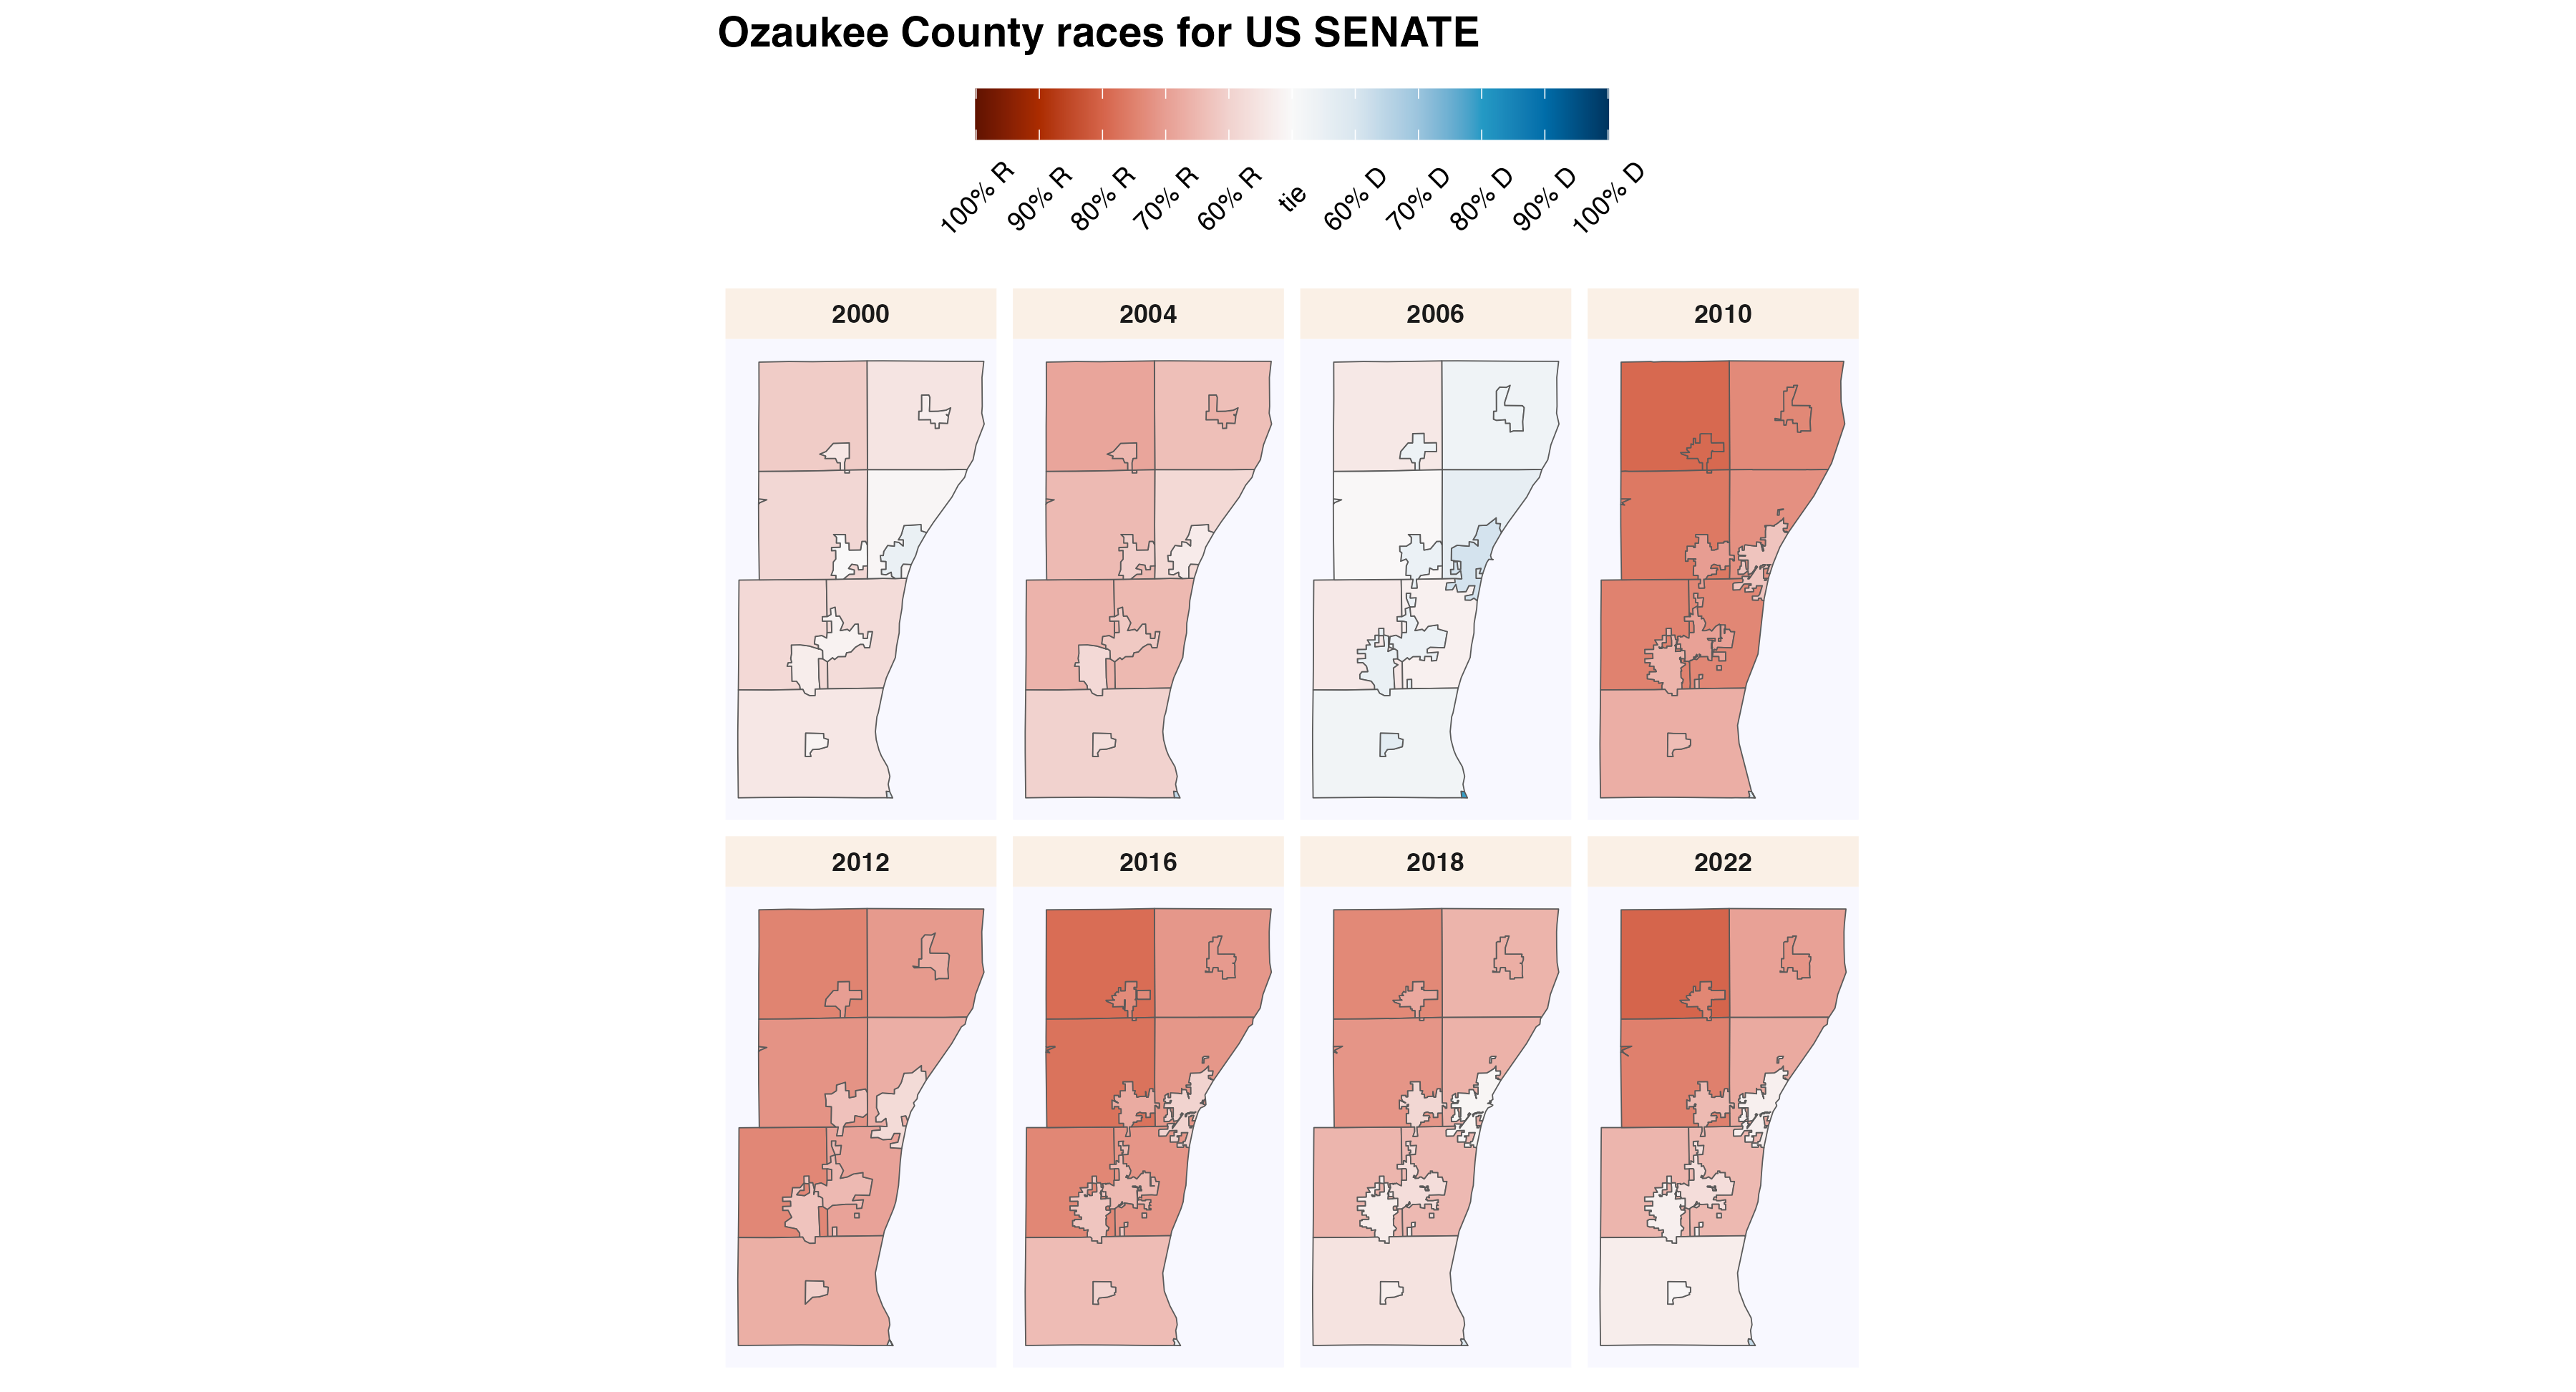 Ozaukee County races for US SENATE
100% R 90% R 80% R 70% R 60% R tie 60% D 70% D 80% D 90% D 100% D
2000 2004 2006 2010
2012 2016 2018 2022